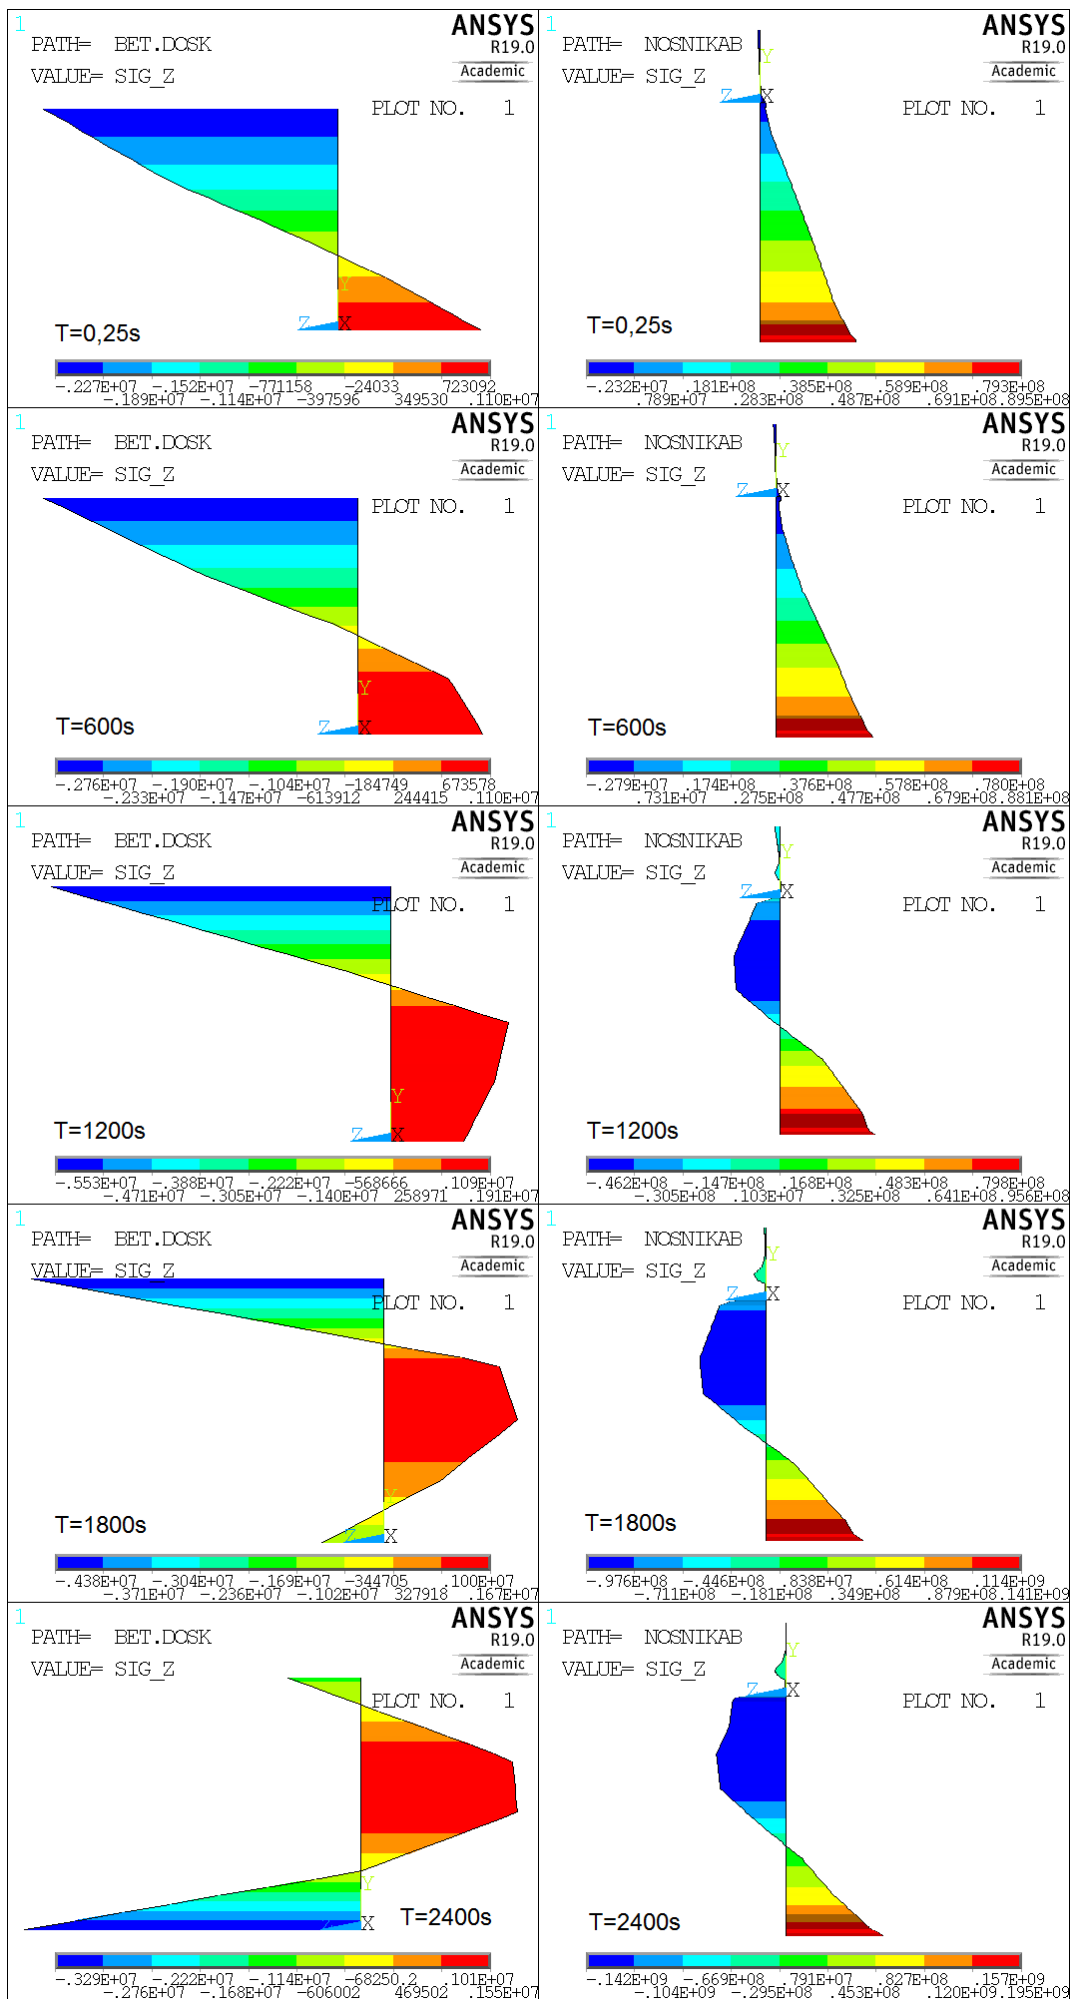 1
ANSYS
R19.0
Academic
PATH= BET.DOSK
VALUE= SIG_Z
PLOT NO. 1
Y
Z X
T=0,25s
-.227E+07 -.152E+07 -771158 -24033 723092
-.189E+07 -.114E+07 -397596 349530 .110E+07
1
ANSYS
R19.0
Academic
PATH= NOSNIKAB
VALUE= SIG_Z
PLOT NO. 1
Y
Z X
T=0,25s
-.232E+07 .181E+08 .385E+08 .589E+08 .793E+08
.789E+07 .283E+08 .487E+08 .691E+08 .895E+08
1
ANSYS
R19.0
Academic
PATH= BET.DOSK
VALUE= SIG_Z
PLOT NO. 1
Y
Z X
T=600s
-.276E+07 -.190E+07 -.104E+07 -184749 673578
-.233E+07 -.147E+07 -613912 244415 .110E+07
1
ANSYS
R19.0
Academic
PATH= NOSNIKAB
VALUE= SIG_Z
PLOT NO. 1
Y
Z X
T=600s
-.279E+07 .174E+08 .376E+08 .578E+08 .780E+08
.731E+07 .275E+08 .477E+08 .679E+08 .881E+08
1
ANSYS
R19.0
Academic
PATH= BET.DOSK
VALUE= SIG_Z
PLOT NO. 1
Y
Z X
T=1200s
-.553E+07 -.388E+07 -.222E+07 -568666 .109E+07
-.471E+07 -.305E+07 -.140E+07 258971 .191E+07
1
ANSYS
R19.0
Academic
PATH= NOSNIKAB
VALUE= SIG_Z
PLOT NO. 1
Y
Z X
T=1200s
-.462E+08 -.147E+08 .168E+08 .483E+08 .798E+08
-.305E+08 .103E+07 .325E+08 .641E+08 .956E+08
1
ANSYS
R19.0
Academic
PATH= BET.DOSK
VALUE= SIG_Z
PLOT NO. 1
Y
Z X
T=1800s
-.438E+07 -.304E+07 -.169E+07 -344705 .100E+07
-.371E+07 -.236E+07 -.102E+07 327918 .167E+07
1
ANSYS
R19.0
Academic
PATH= NOSNIKAB
VALUE= SIG_Z
PLOT NO. 1
Y
Z X
T=1800s
-.976E+08 -.446E+08 .838E+07 .614E+08 .114E+09
-.711E+08 -.181E+08 .349E+08 .879E+08 .141E+09
1
ANSYS
R19.0
Academic
PATH= BET.DOSK
VALUE= SIG_Z
PLOT NO. 1
Y
Z X
T=2400s
-.329E+07 -.222E+07 -.114E+07 -68250.2 .101E+07
-.276E+07 -.168E+07 -606002 469502 .155E+07
1
ANSYS
R19.0
Academic
PATH= NOSNIKAB
VALUE= SIG_Z
PLOT NO. 1
Y
Z X
T=2400s
-.142E+09 -.669E+08 .791E+07 .827E+08 .157E+09
-.104E+09 -.295E+08 .453E+08 .120E+09 .195E+09